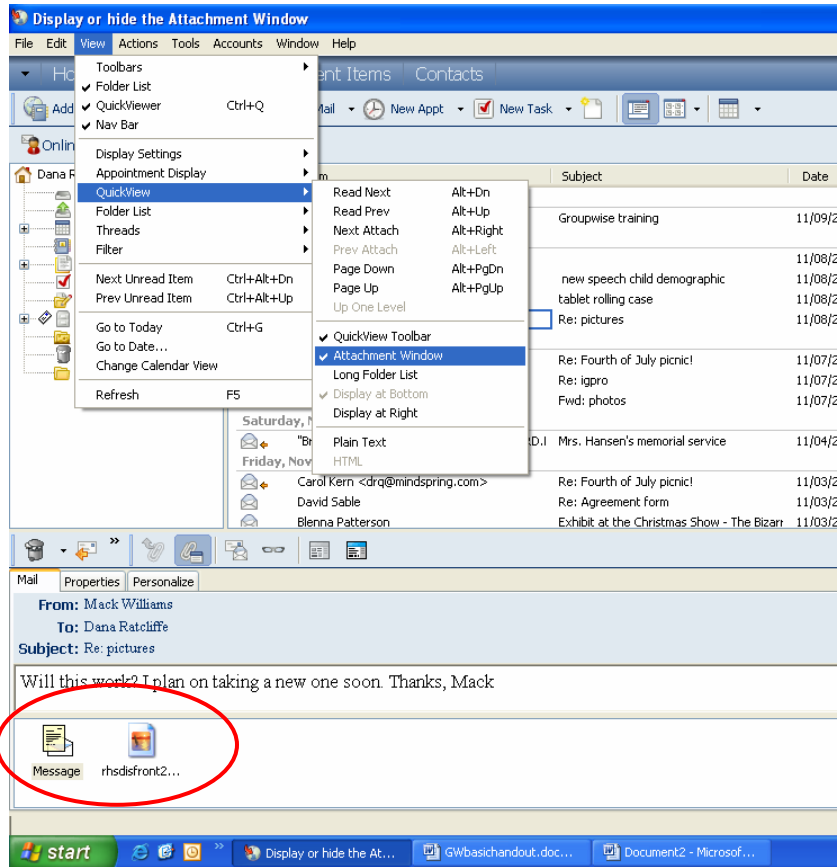 Display or hide the Attachment Window
File Edit View Actions Tools Accounts Window Help
Ho ent Items Contacts
Add Mail New Appt New Task
Onlin
Toolbars
Folder List
QuickViewer Ctrl+Q
Nav Bar
Display Settings
Appointment Display
QuickView
Folder List
Threads
Filter
Next Unread Item Ctrl+Alt+Dn
Prev Unread Item Ctrl+Alt+Up
Go to Today Ctrl+G
Go to Date...
Change Calendar View
Refresh F5
Read Next Alt+Dn
Read Prev Alt+Up
Next Attach Alt+Right
Prev Attach Alt+Left
Page Down Alt+PgDn
Page Up Alt+PgUp
Up One Level
QuickView Toolbar
Attachment Window
Long Folder List
Display at Bottom
Display at Right
Plain Text
HTML
Dana R
m Subject Date
Groupwise training 11/09/2
11/08/2
new speech child demographic 11/08/2
tablet rolling case 11/08/2
Re: pictures 11/08/2
Re: Fourth of July picnic! 11/07/2
Re: igpro 11/07/2
Fwd: photos 11/07/2
Saturday, N
"Br D.I Mrs. Hansen's memorial service 11/04/2
Friday, Nov
Carol Kern <drq@mindspring.com> Re: Fourth of July picnic! 11/03/2
David Sable Re: Agreement form 11/03/2
Blenna Patterson Exhibit at the Christmas Show - The Bizarr 11/03/2
Mail Properties Personalize
From: Mack Williams
To: Dana Ratcliffe
Subject: Re: pictures
Will this work? I plan on taking a new one soon. Thanks, Mack
Message rhsdisfront2...
start Display or hide the At... GWbasichandout.doc... Document2 - Microsof...